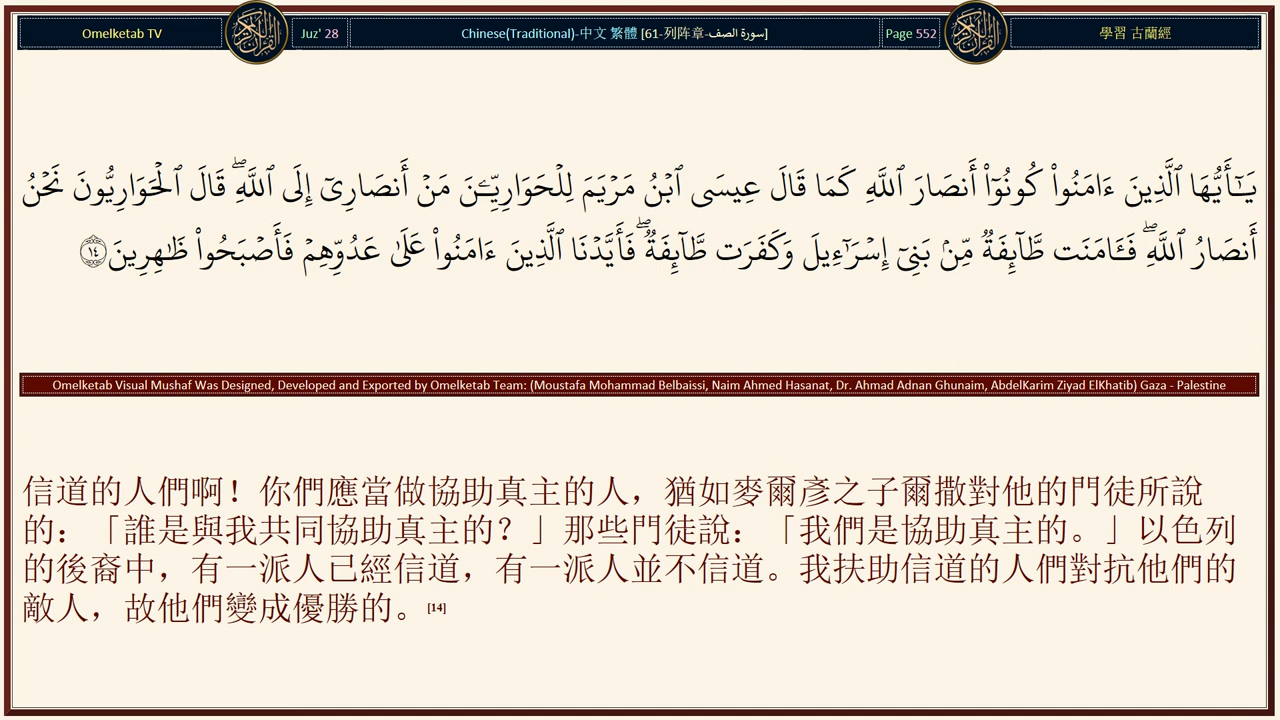 Omelketab TV
Juz' 28
Chinese(Traditional)-中文 繁體 [61-列阵章-سورة الصف]
Page 552
學習 古蘭經
يَـٰٓأَيُّهَا ٱلَّذِينَ ءَامَنُوا۟ كُونُوٓا۟ أَنصَارَ ٱللَّهِ كَمَا قَالَ عِيسَى ٱبْنُ مَرْيَمَ لِلْحَوَارِيِّـۧنَ مَنْ أَنصَارِىٓ إِلَى ٱللَّهِ ۖ قَالَ ٱلْحَوَارِيُّونَ نَحْنُ
أَنصَارُ ٱللَّهِ ۖ فَـَٔامَنَت طَّآئِفَةٌ مِّنۢ بَنِىٓ إِسْرَٰٓءِيلَ وَكَفَرَت طَّآئِفَةٌ ۖ فَأَيَّدْنَا ٱلَّذِينَ ءَامَنُوا۟ عَلَىٰ عَدُوِّهِمْ فَأَصْبَحُوا۟ ظَـٰهِرِينَ ١٤
Omelketab Visual Mushaf Was Designed, Developed and Exported by Omelketab Team: (Moustafa Mohammad Belbaissi, Naim Ahmed Hasanat, Dr. Ahmad Adnan Ghunaim, AbdelKarim Ziyad ElKhatib) Gaza - Palestine
信道的人們啊！你們應當做協助真主的人，猶如麥爾彥之子爾撒對他的門徒所說
的：「誰是與我共同協助真主的？」那些門徒說：「我們是協助真主的。」以色列
的後裔中，有一派人已經信道，有一派人並不信道。我扶助信道的人們對抗他們的
敵人，故他們變成優勝的。[14]